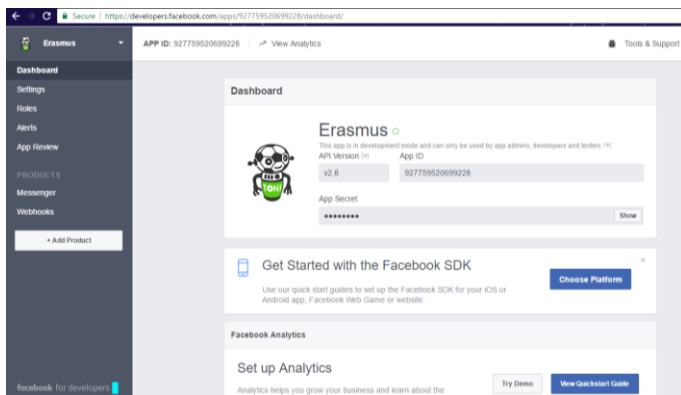 Secure | https://developers.facebook.com/apps/927759520699228/dashboard/
Erasmus
APP ID: 927759520699228
View Analytics
Tools & Support
Dashboard
Settings
Roles
Alerts
App Review
PRODUCTS
Messenger
Webhooks
+ Add Product
facebook for developers
Dashboard
TONI
Erasmus
This app is in development mode and can only be used by app admins, developers and testers [?]
API Version [?]
App ID
v2.8
927759520699228
App Secret
●●●●●●●●
Show
Get Started with the Facebook SDK
Use our quick start guides to set up the Facebook SDK for your iOS or
Android app, Facebook Web Game or website.
Choose Platform
Facebook Analytics
Set up Analytics
Analytics helps you grow your business and learn about the
Try Demo
View Quickstart Guide